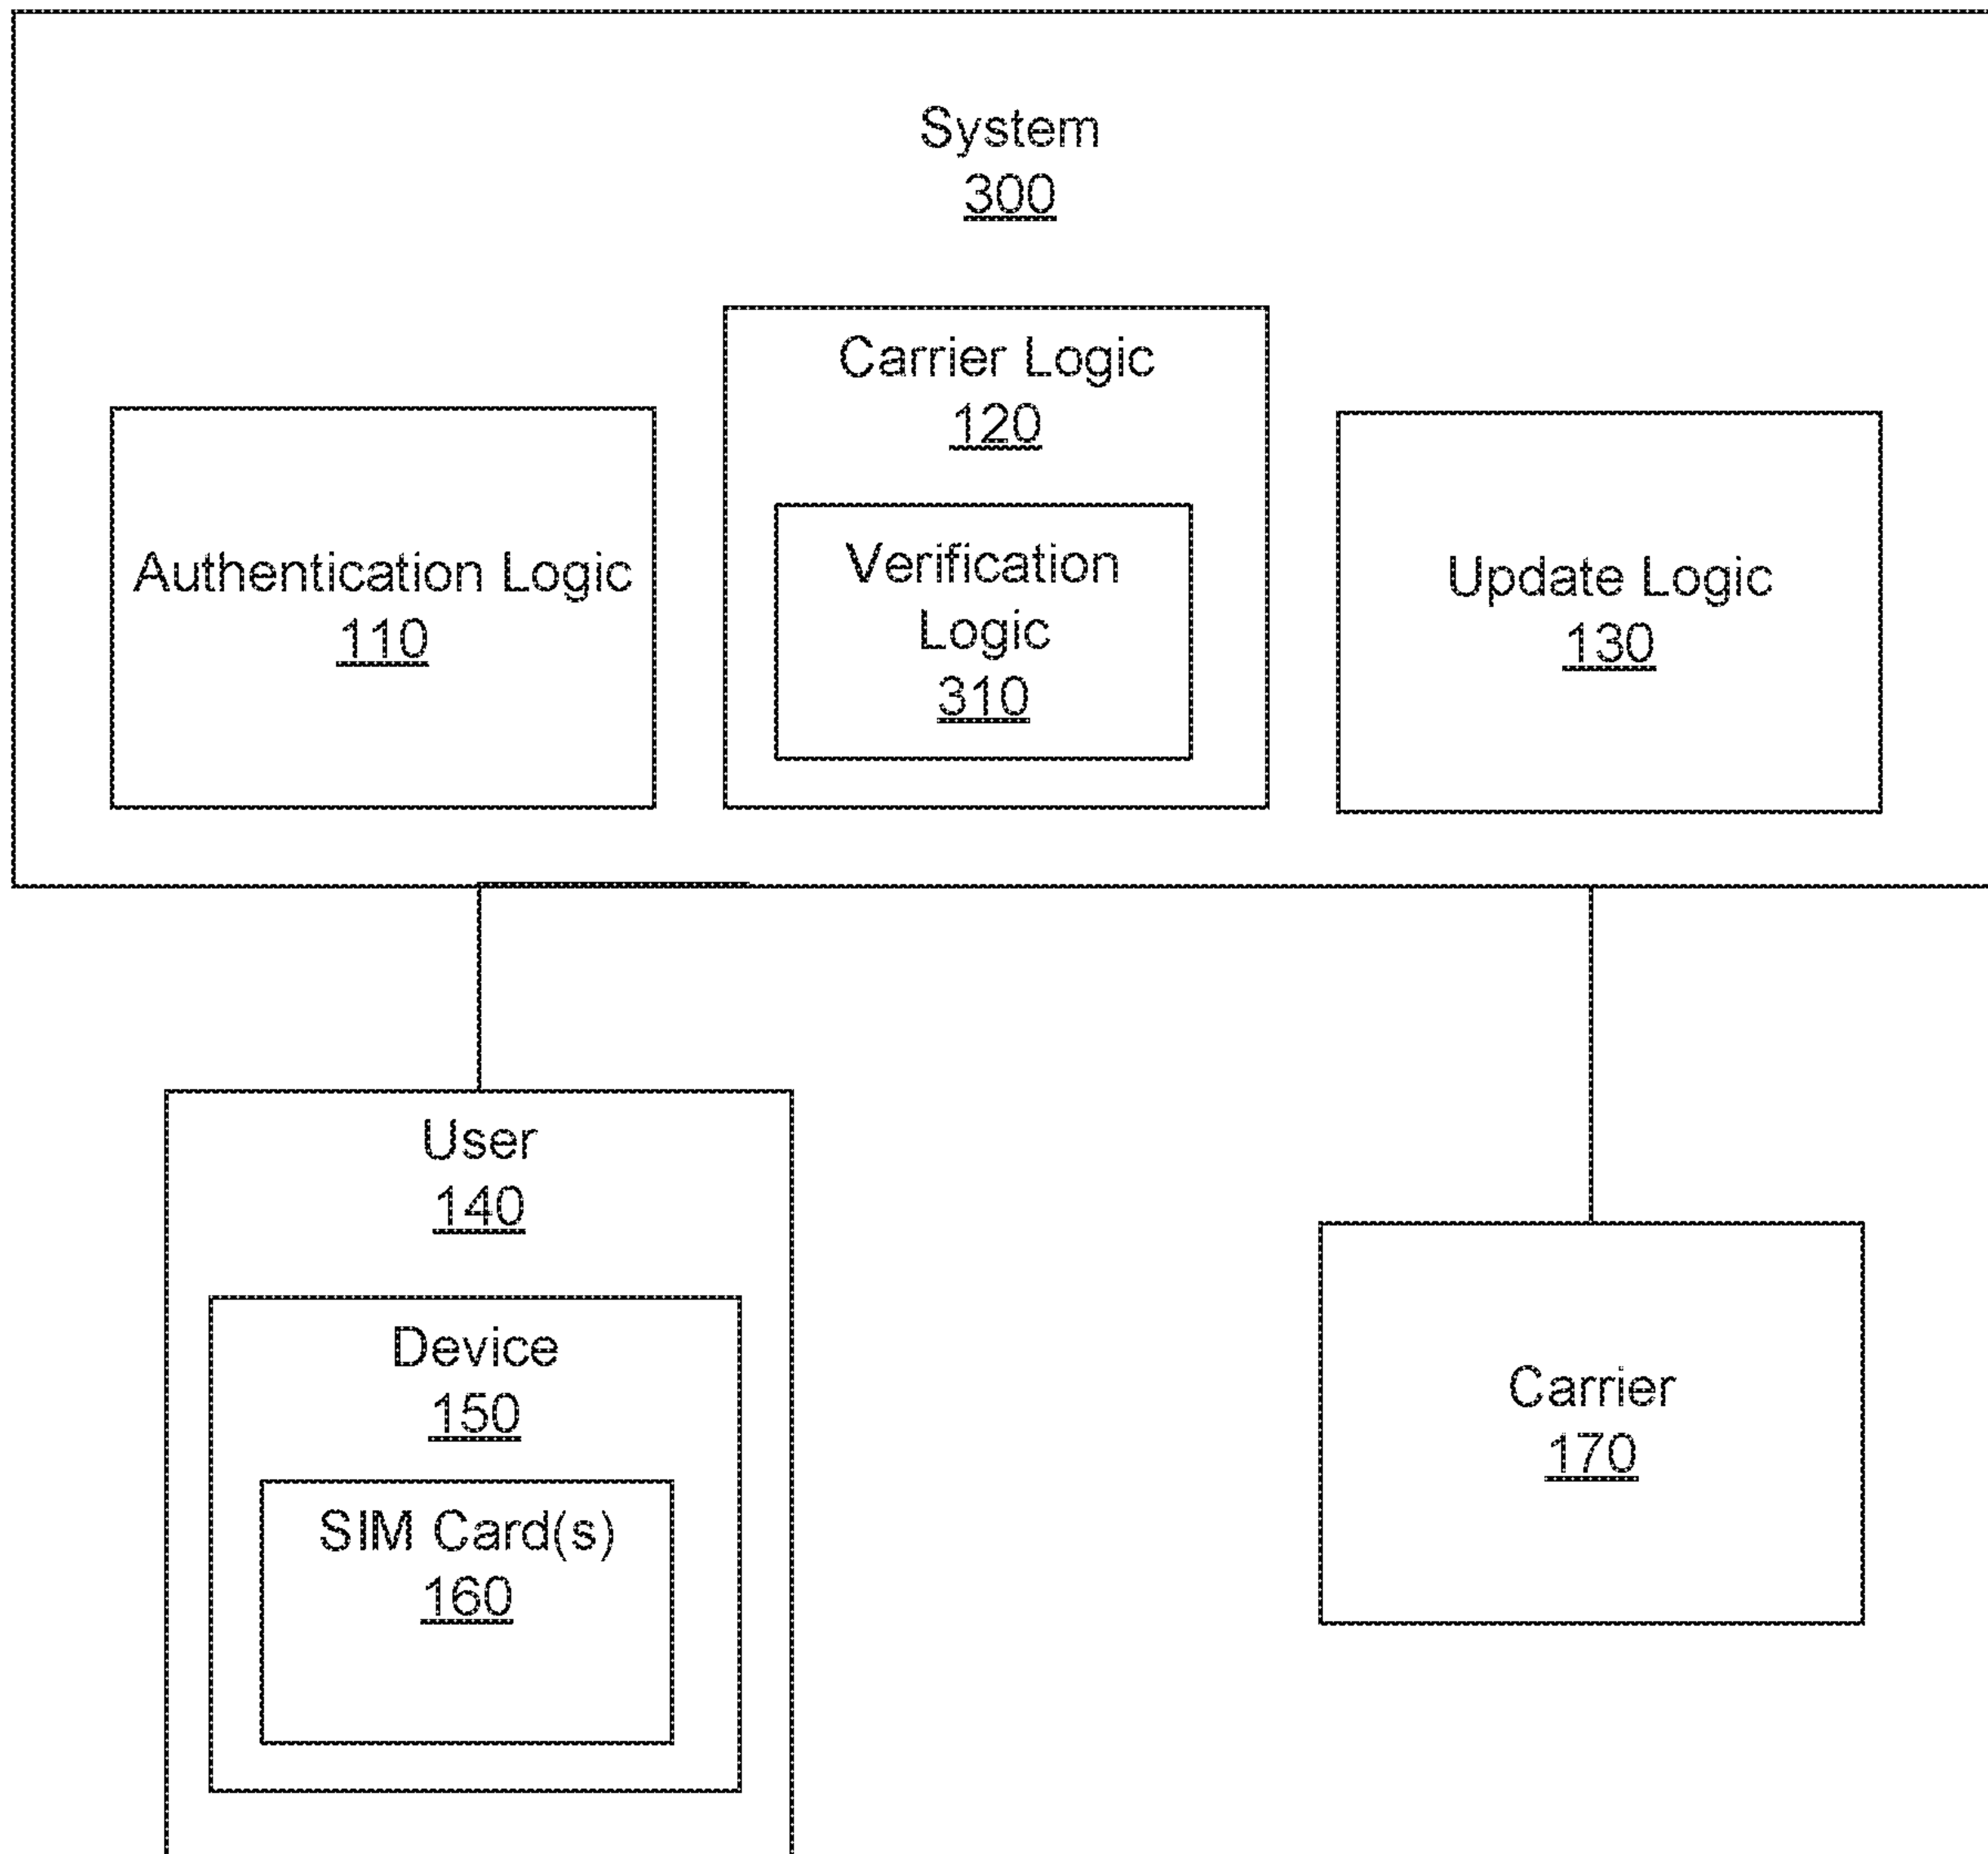 System
300
Carrier Logic
120
Authentication Logic
110
Verification
Logic
310
Update Logic
130
User
140
Device
150
SIM Card(s)
160
Carrier
170